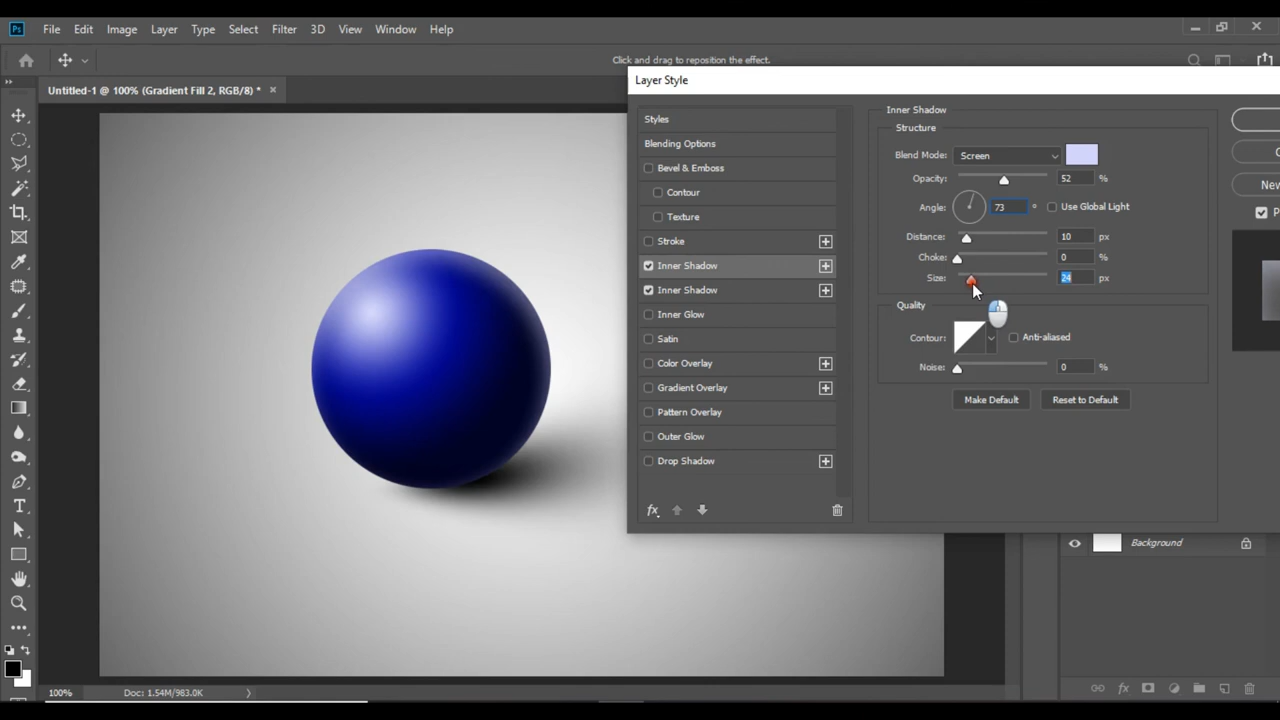 Ps File Edit Image Layer Type Select Filter 3D View Window Help
Click and drag to reposition the effect.
Untitled-1 @ 100% (Gradient Fill 2, RGB/8) * ×
Layer Style
Styles
Blending Options
Bevel & Emboss
Contour
Texture
Stroke
Inner Shadow
Inner Shadow
Inner Glow
Satin
Color Overlay
Gradient Overlay
Pattern Overlay
Outer Glow
Drop Shadow
fx
Inner Shadow
Structure
Blend Mode: Screen
Opacity: 52 %
Angle: 73 ° Use Global Light
Distance: 10 px
Choke: 0 %
Size: 24 px
Quality
Contour: Anti-aliased
Noise: 0 %
Make Default Reset to Default
New
Background
fx
100% Doc: 1.54M/983.0K